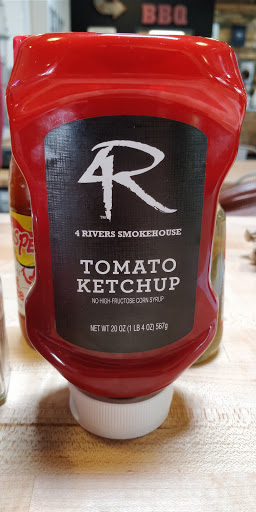 BBQ
4R
TM
4 RIVERS SMOKEHOUSE
TOMATO
KETCHUP
NO HIGH-FRUCTOSE CORN SYRUP
NET WT 20 OZ (1 LB 4 OZ) 567g